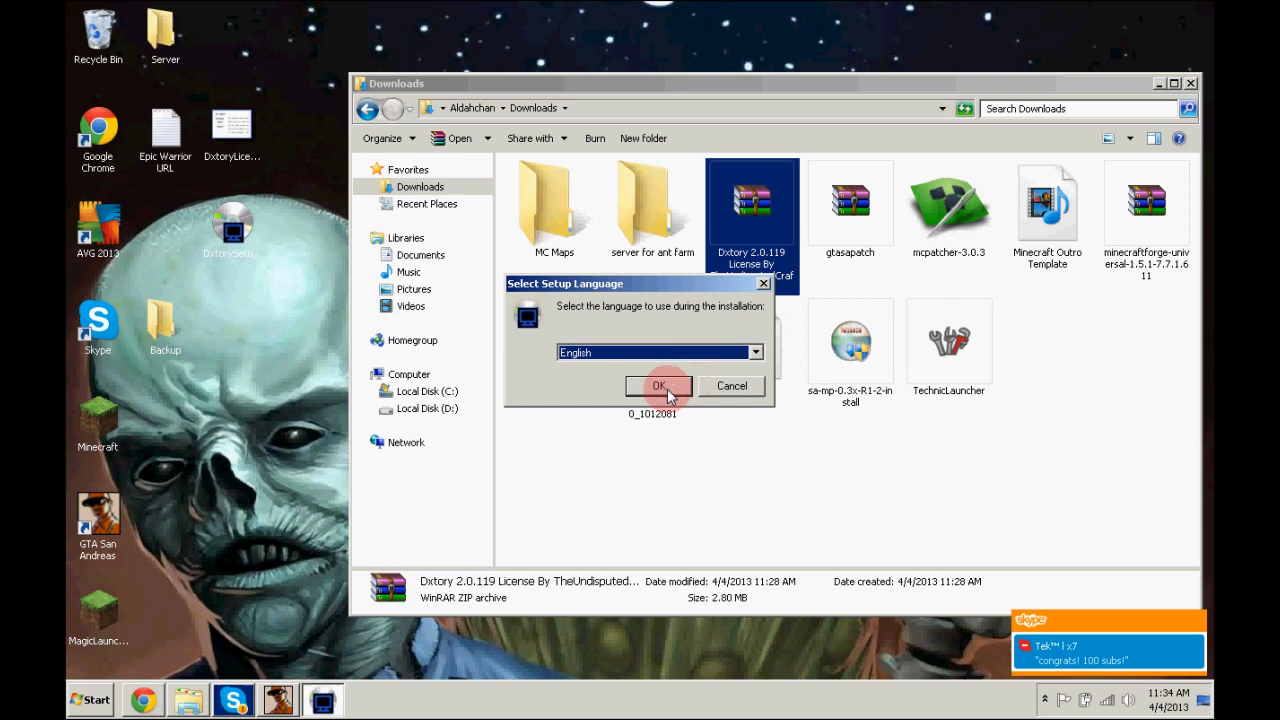 Recycle Bin
Server
Google
Chrome
Epic Warrior
URL
DxtoryLice...
AVG 2013
DxtorySetu...
Skype
Backup
Minecraft
GTA San
Andreas
MagicLaunc...
Downloads
Aldahchan
Downloads
Search Downloads
Organize
Open
Share with
Burn
New folder
Favorites
Downloads
Recent Places
Libraries
Documents
Music
Pictures
Videos
Homegroup
Computer
Local Disk (C:)
Local Disk (D:)
Network
MC Maps
server for ant farm
Dxtory 2.0.119
License By
gtasapatch
mcpatcher-3.0.3
Minecraft Outro
Template
minecraftforge-uni
versal-1.5.1-7.7.1.6
11
Select Setup Language
Select the language to use during the installation:
English
OK
Cancel
0_1012081
sa-mp-0.3x-R1-2-in
stall
TechnicLauncher
Dxtory 2.0.119 License By TheUndisputed...
Date modified: 4/4/2013 11:28 AM
Date created: 4/4/2013 11:28 AM
WinRAR ZIP archive
Size: 2.80 MB
skype
Tek™ l x7
"congrats! 100 subs!"
Start
11:34 AM
4/4/2013